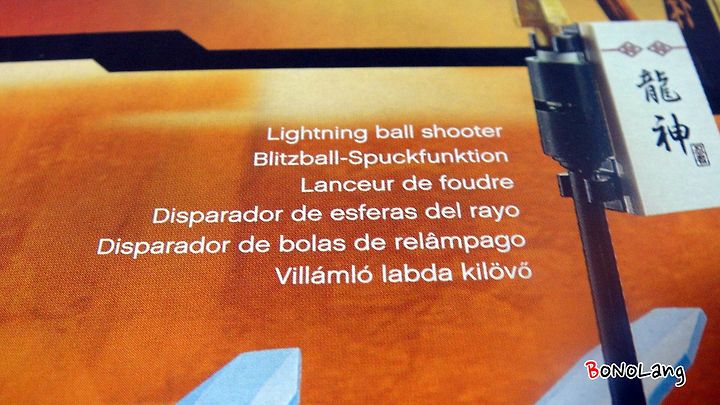 Lightning ball shooter
Blitzball-Spuckfunktion
Lanceur de foudre
Disparador de esferas del rayo
Disparador de bolas de relâmpago
Villámló labda kilövő
龍神
BoNoLang